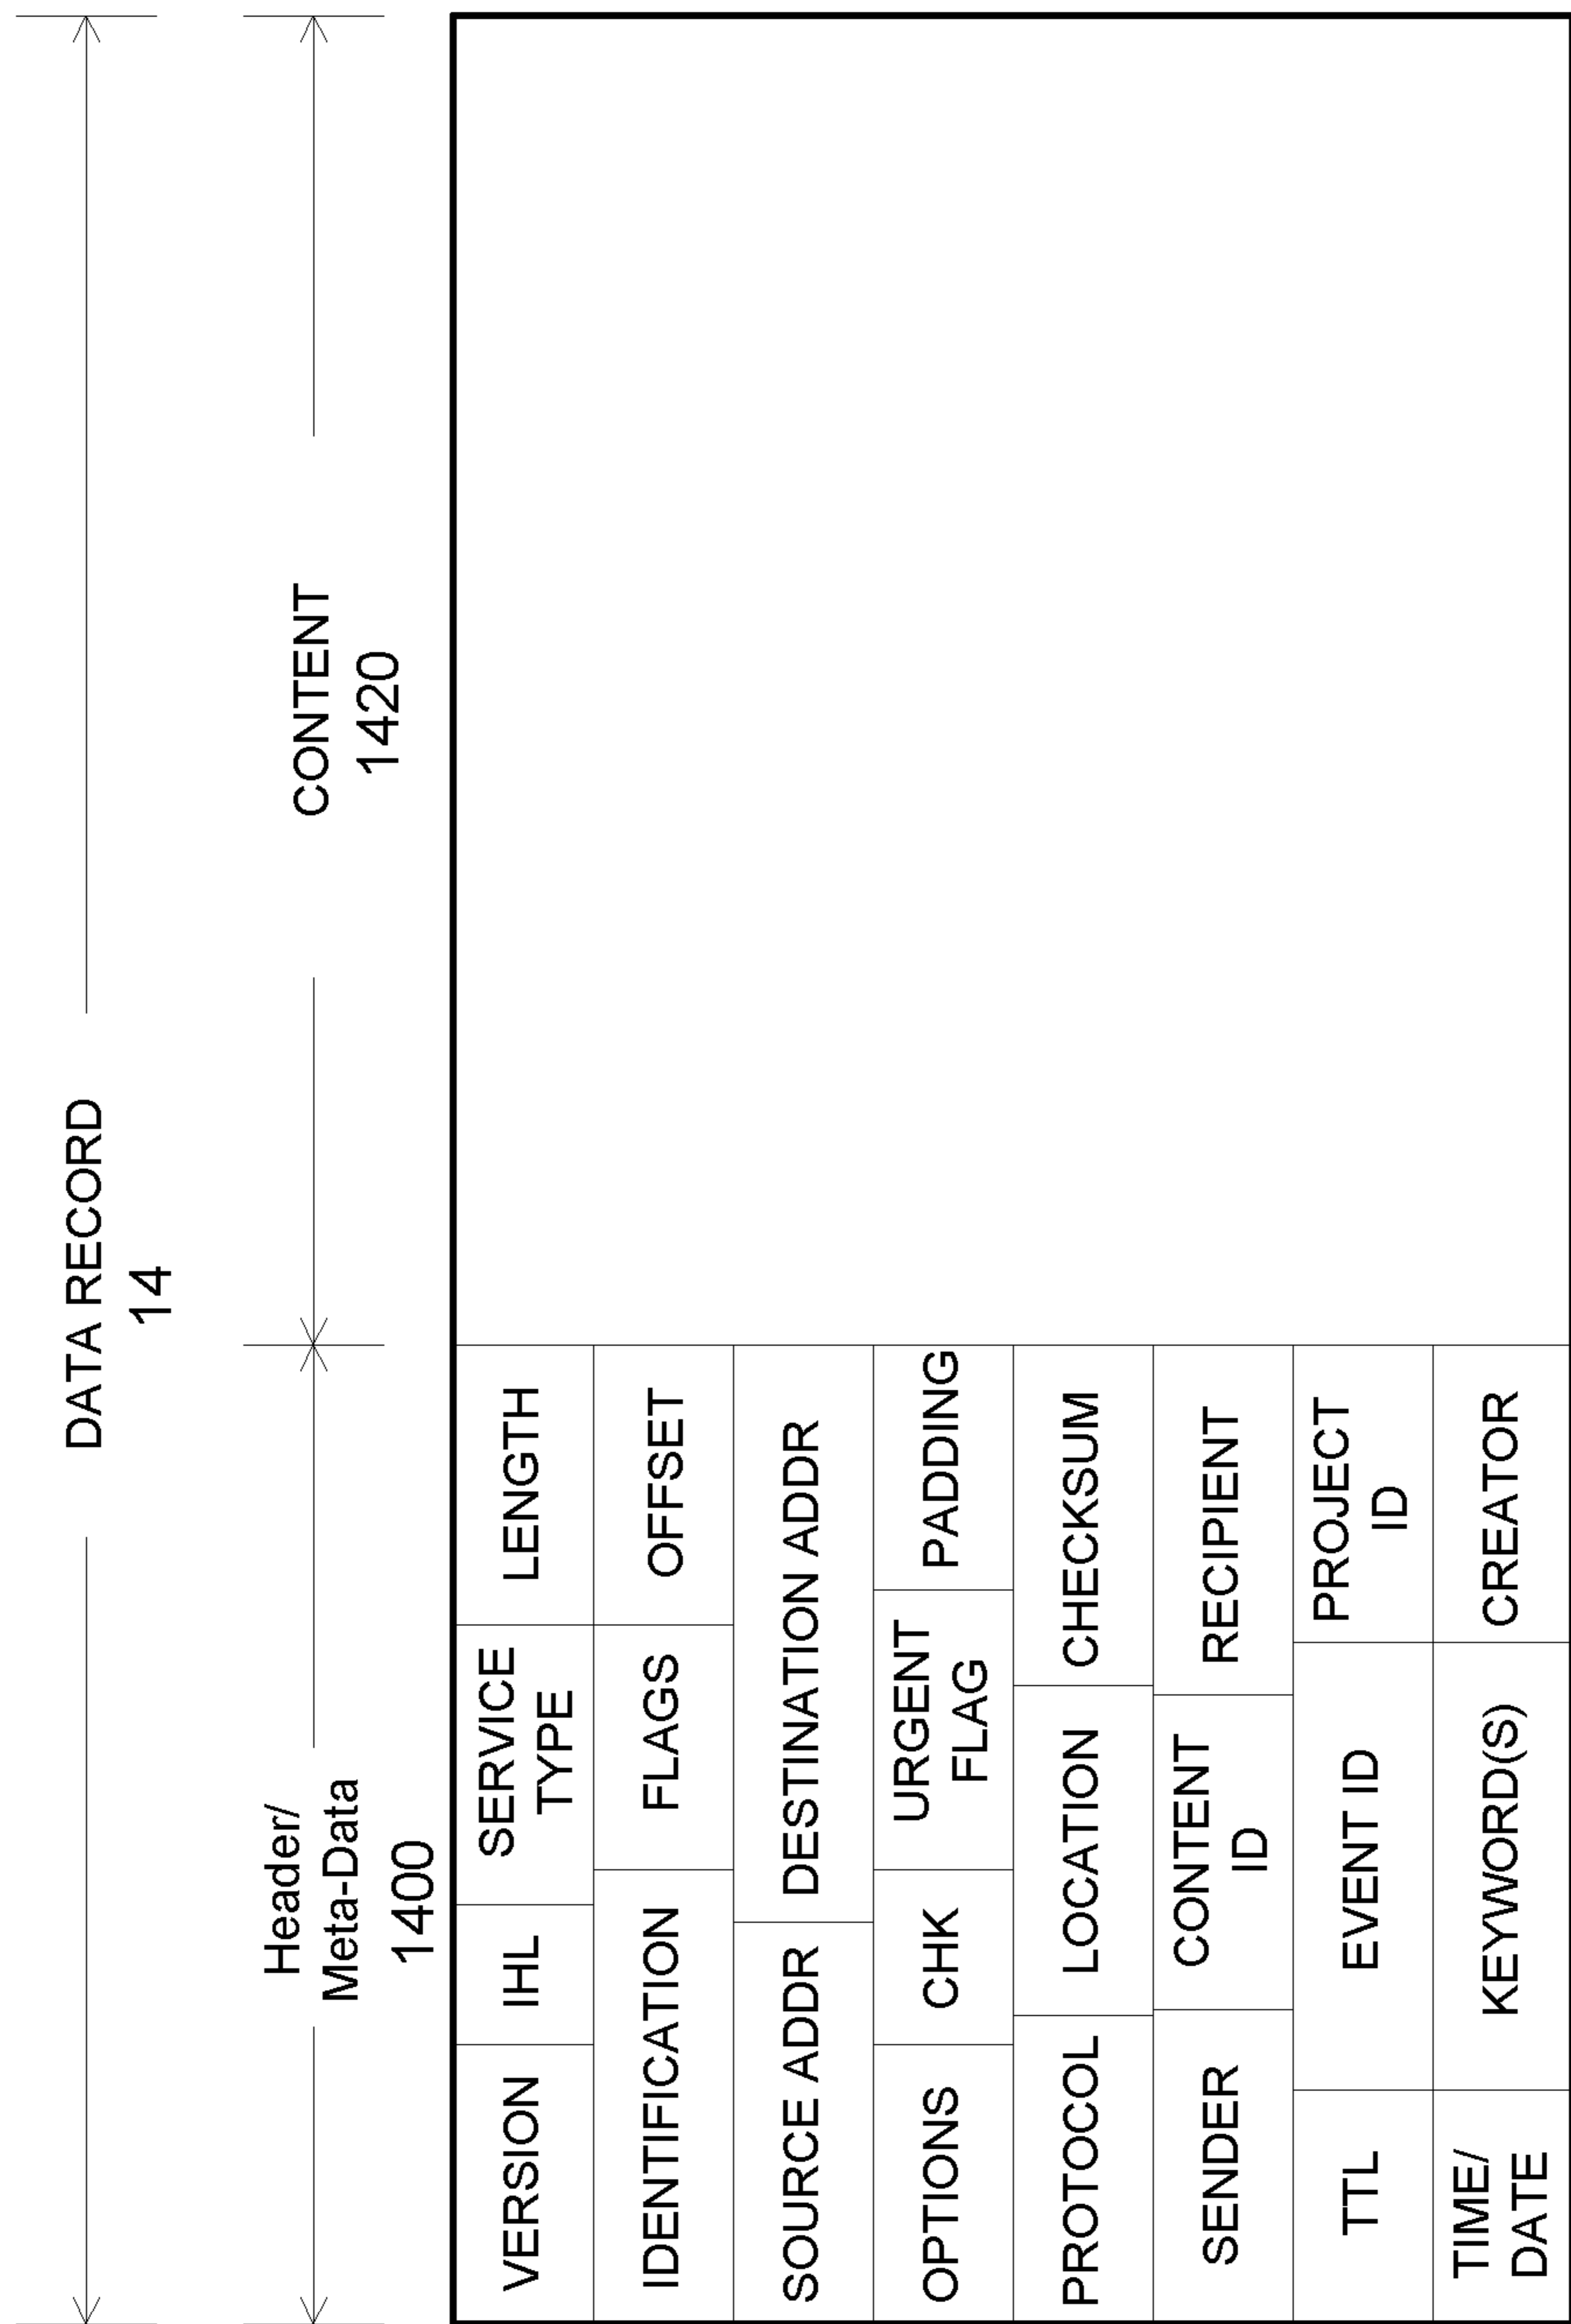 DATA RECORD
14
Header/
Meta-Data
1400
CONTENT
1420
VERSION
IHL
SERVICE
TYPE
LENGTH
IDENTIFICATION
FLAGS
OFFSET
SOURCE ADDR
DESTINATION ADDR
OPTIONS
CHK
URGENT
FLAG
PADDING
PROTOCOL
LOCATION
CHECKSUM
SENDER
CONTENT
ID
RECIPIENT
TTL
EVENT ID
PROJECT
ID
TIME/
DATE
KEYWORD(S)
CREATOR